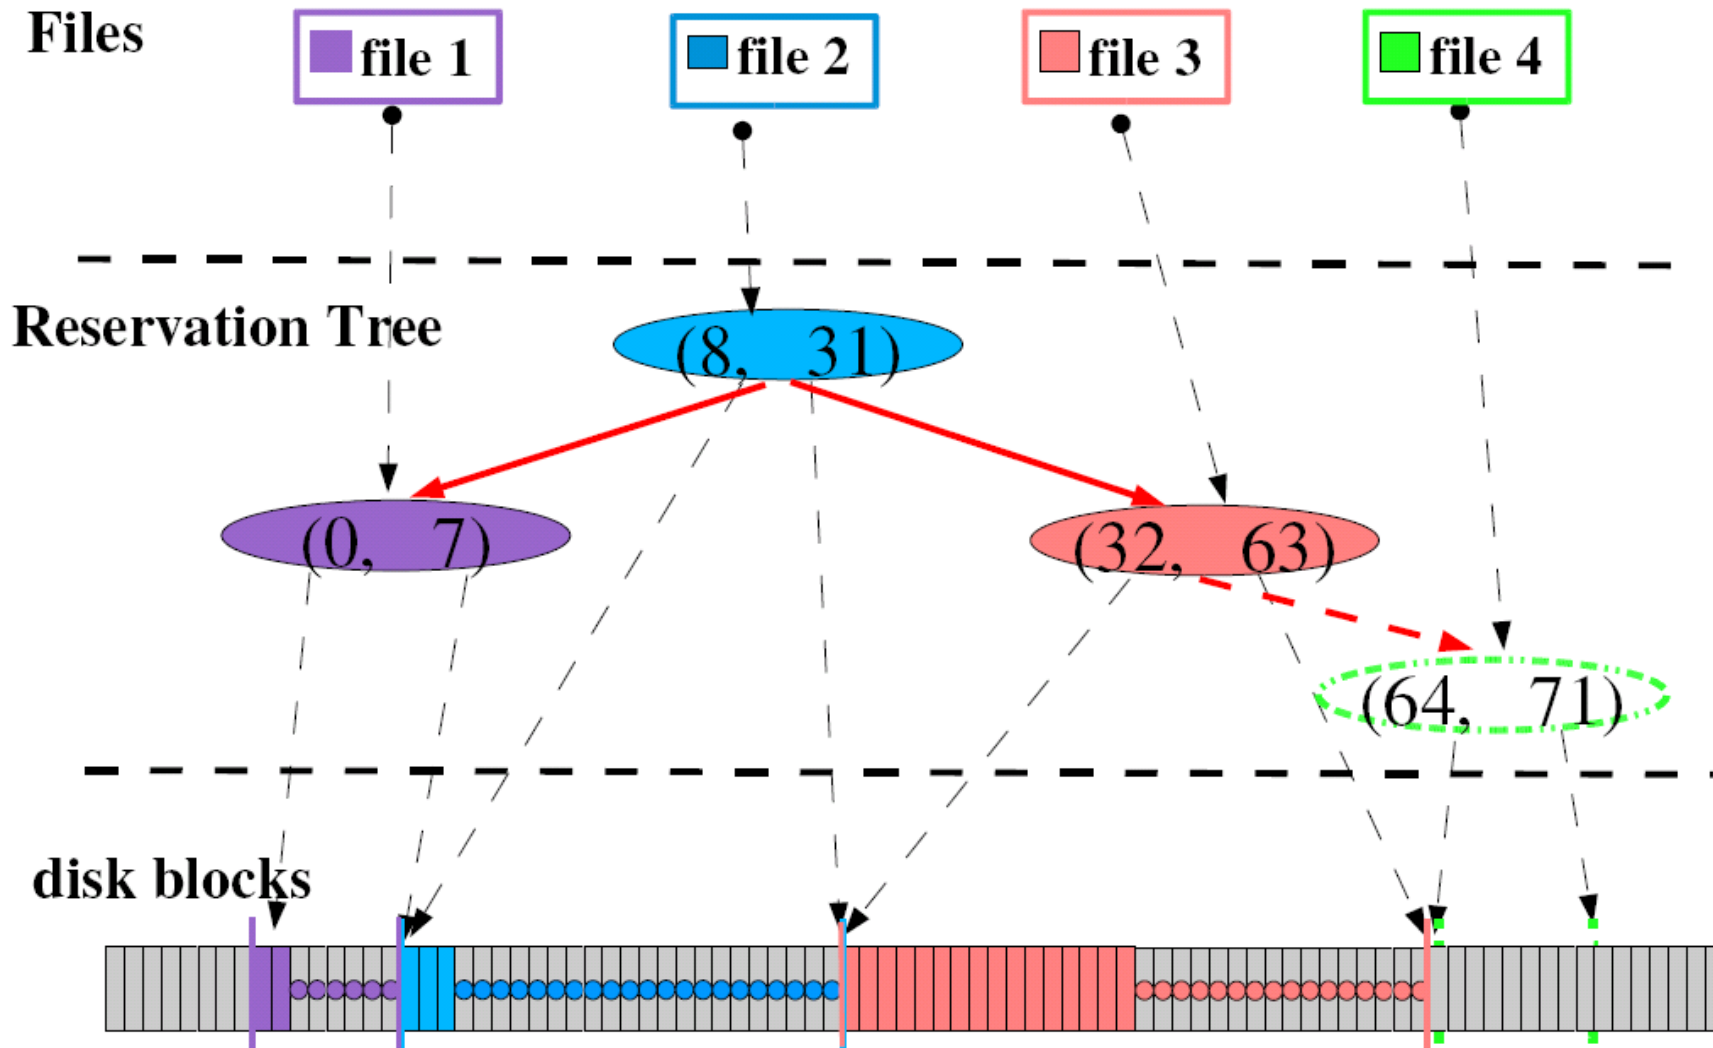 Files
file 1
file 2
file 3
file 4
Reservation Tree
(8, 31)
(0, 7)
(32, 63)
(64, 71)
disk blocks